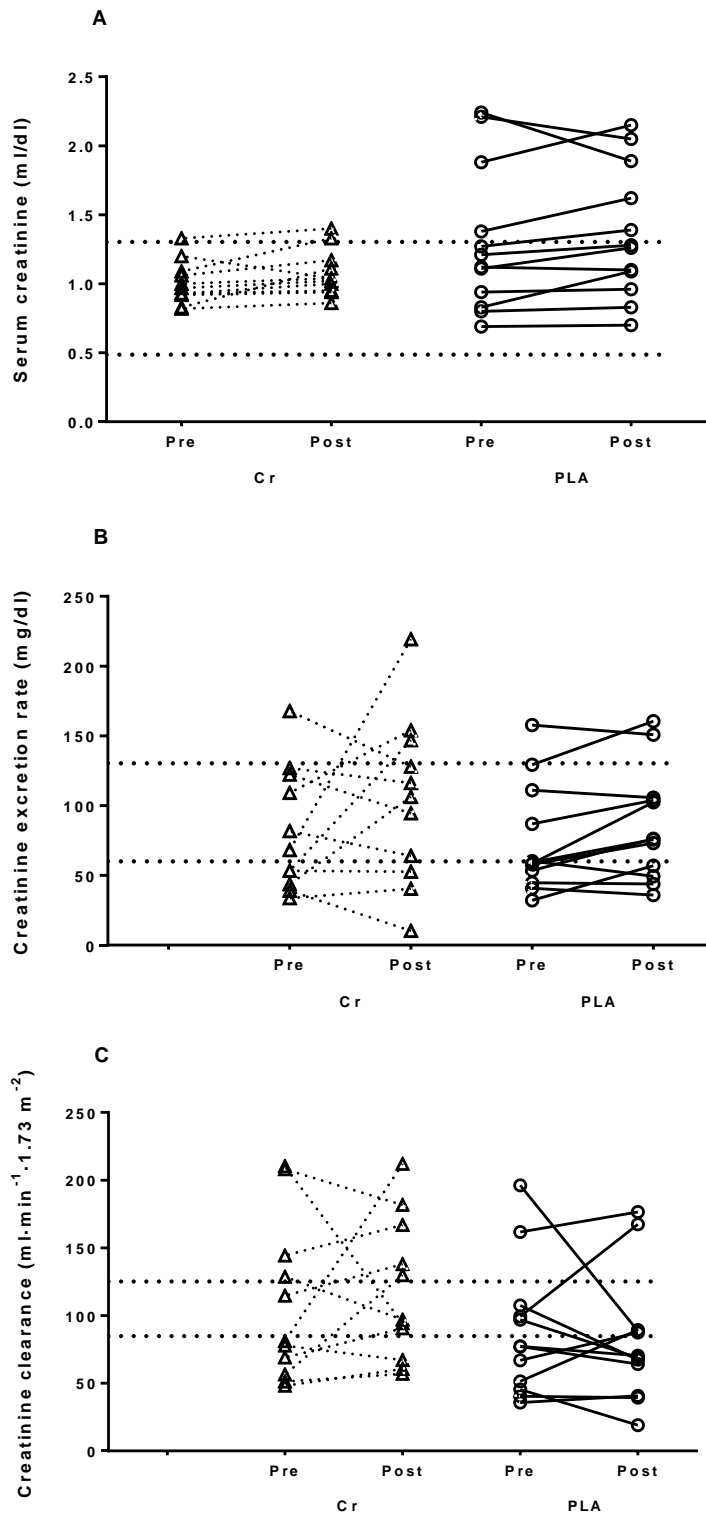 A
Serum creatinine (ml/dl)
2.5
2.0
1.5
1.0
0.5
0.0
Pre Post Pre Post
Cr PLA
B
Creatinine excretion rate (mg/dl)
250
200
150
100
50
0
Pre Post Pre Post
Cr PLA
C
Creatinine clearance (ml·min⁻¹·1.73 m⁻²)
250
200
150
100
50
0
Pre Post Pre Post
Cr PLA